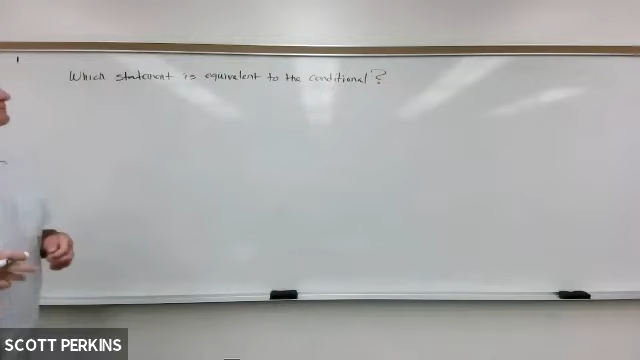 Which statement is equivalent to the conditional?
SCOTT PERKINS